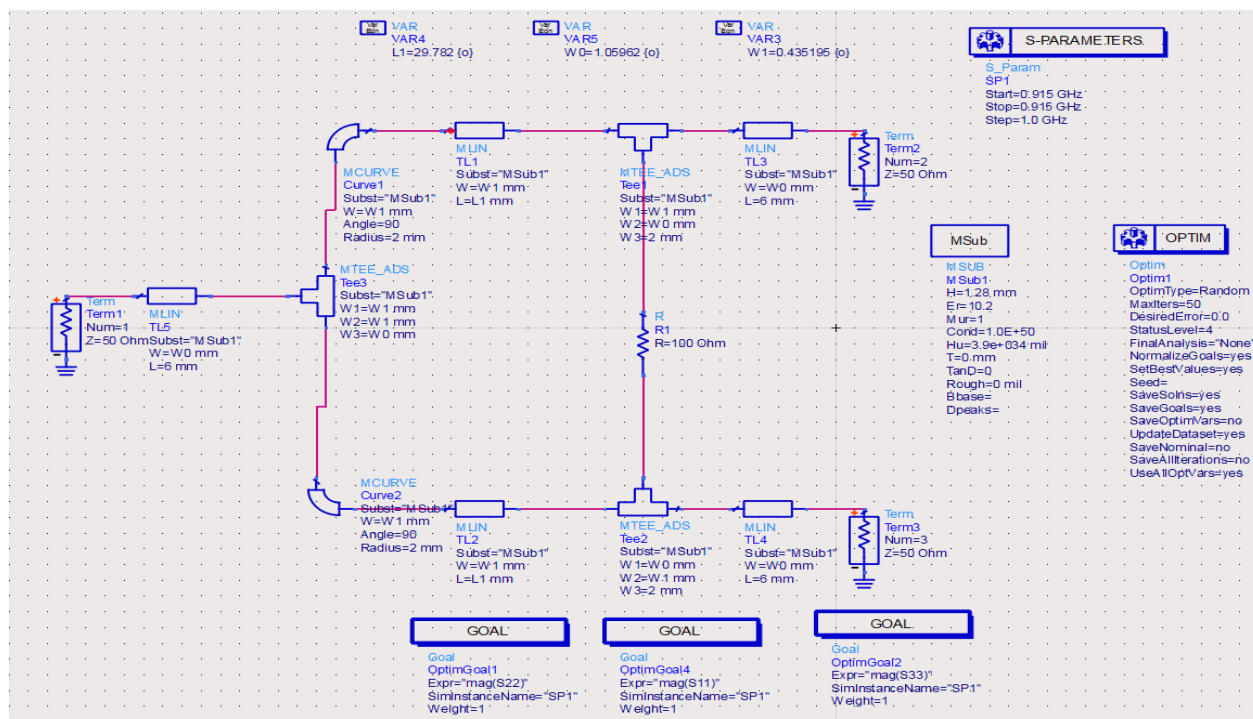 Var Eqn
VAR
VAR4
L1=29.782 {o}
Var Eqn
VAR
VAR5
W0=1.05962 {o}
Var Eqn
VAR
VAR3
W1=0.435195 {o}
S-PARAMETERS
S_Param
SP1
Start=0.915 GHz
Stop=0.915 GHz
Step=1.0 GHz
MCURVE
Curve1
Subst="MSub1"
W=W1 mm
Angle=90
Radius=2 mm
MLIN
TL1
Subst="MSub1"
W=W1 mm
L=L1 mm
MTEE_ADS
Tee1
Subst="MSub1"
W1=W1 mm
W2=W0 mm
W3=2 mm
MLIN
TL3
Subst="MSub1"
W=W0 mm
L=6 mm
Term
Term2
Num=2
Z=50 Ohm
Term
Term1
Num=1
Z=50 Ohm
MLIN
TL5
Subst="MSub1"
W=W0 mm
L=6 mm
MTEE_ADS
Tee3
Subst="MSub1"
W1=W1 mm
W2=W1 mm
W3=W0 mm
R
R1
R=100 Ohm
MSub
MSUB
MSub1
H=1.28 mm
Er=10.2
Mur=1
Cond=1.0E+50
Hu=3.9e+034 mil
T=0 mm
TanD=0
Rough=0 mil
Bbase=
Dpeaks=
OPTIM
Optim
Optim1
OptimType=Random
MaxIters=50
DesiredError=0.0
StatusLevel=4
FinalAnalysis="None"
NormalizeGoals=yes
SetBestValues=yes
Seed=
SaveSolns=yes
SaveGoals=yes
SaveOptimVars=no
UpdateDataset=yes
SaveNominal=no
SaveAllIterations=no
UseAllOptVars=yes
MCURVE
Curve2
Subst="MSub1"
W=W1 mm
Angle=90
Radius=2 mm
MLIN
TL2
Subst="MSub1"
W=W1 mm
L=L1 mm
MTEE_ADS
Tee2
Subst="MSub1"
W1=W0 mm
W2=W1 mm
W3=2 mm
MLIN
TL4
Subst="MSub1"
W=W0 mm
L=6 mm
Term
Term3
Num=3
Z=50 Ohm
GOAL
Goal
OptimGoal1
Expr="mag(S22)"
SimInstanceName="SP1"
Weight=1
GOAL
Goal
OptimGoal4
Expr="mag(S11)"
SimInstanceName="SP1"
Weight=1
GOAL
Goal
OptimGoal2
Expr="mag(S33)"
SimInstanceName="SP1"
Weight=1